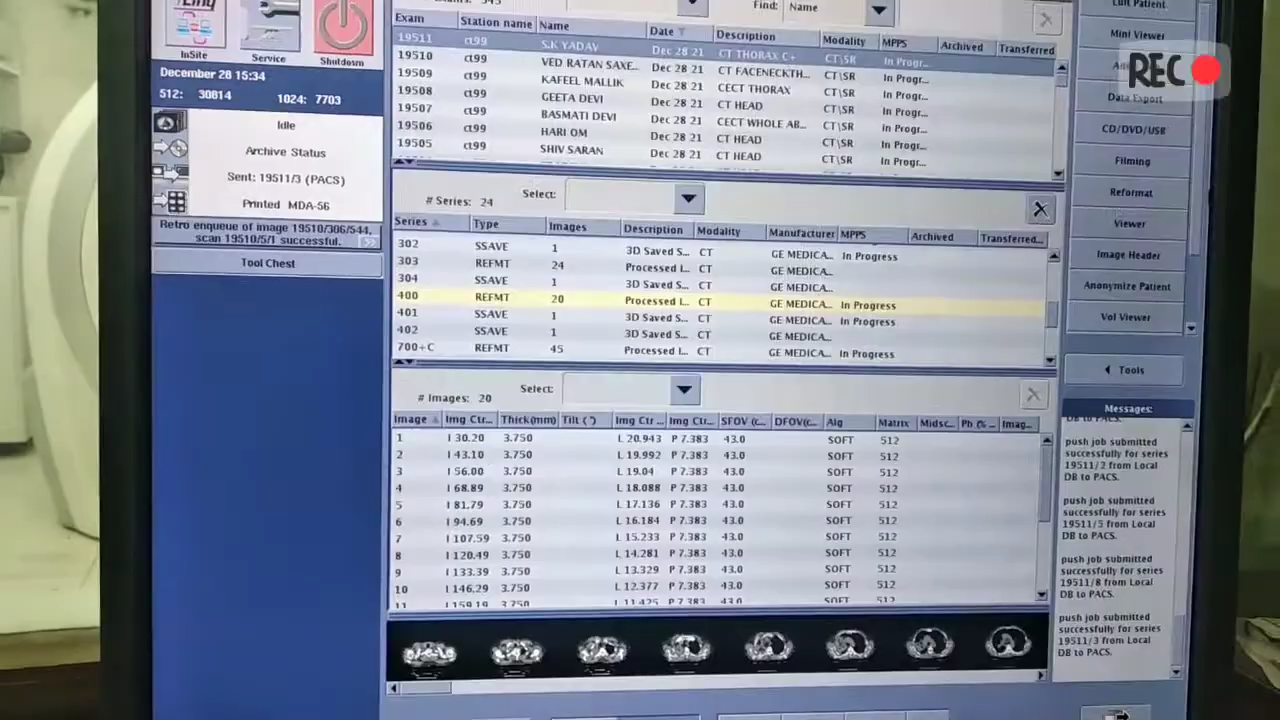 InSite
Service
Shutdown
December 28 15:34
512: 30814 1024: 7703
Idle
Archive Status
Sent: 19511/3 (PACS)
Printed MDA-56
Retro enqueue of image 19510/306/544,
scan 19510/5/1 successful.
Tool Chest
Find: Name
Exam Station name Name Date Description Modality MPPS Archived Transferred
19511 ct99 S.K YADAV Dec 28 21 CT THORAX C+ CT\SR In Progr...
19510 ct99 VED RATAN SAXE... Dec 28 21 CT FACENECKTH... CT\SR In Progr...
19509 ct99 KAFEEL MALLIK Dec 28 21 CECT THORAX CT\SR In Progr...
19508 ct99 GEETA DEVI Dec 28 21 CT HEAD CT\SR In Progr...
19507 ct99 BASMATI DEVI Dec 28 21 CECT WHOLE AB... CT\SR In Progr...
19506 ct99 HARI OM Dec 28 21 CT HEAD CT\SR In Progr...
19505 ct99 SHIV SARAN Dec 28 21 CT HEAD CT\SR In Progr...
# Series: 24 Select:
Series Type Images Description Modality Manufacturer MPPS Archived Transferred...
302 SSAVE 1 3D Saved S... CT GE MEDICA... In Progress
303 REFMT 24 Processed I... CT GE MEDICA...
304 SSAVE 1 3D Saved S... CT GE MEDICA...
400 REFMT 20 Processed I... CT GE MEDICA... In Progress
401 SSAVE 1 3D Saved S... CT GE MEDICA... In Progress
402 SSAVE 1 3D Saved S... CT GE MEDICA...
700+C REFMT 45 Processed I... CT GE MEDICA... In Progress
# Images: 20 Select:
Image Img Ctr... Thick(mm) Tilt (°) Img Ctr ... Img Ctr... SFOV (c... DFOV(c... Alg Matrix Midsc... Ph (% ... Imag...
1 I 30.20 3.750 L 20.943 P 7.383 43.0 SOFT 512
2 I 43.10 3.750 L 19.992 P 7.383 43.0 SOFT 512
3 I 56.00 3.750 L 19.04 P 7.383 43.0 SOFT 512
4 I 68.89 3.750 L 18.088 P 7.383 43.0 SOFT 512
5 I 81.79 3.750 L 17.136 P 7.383 43.0 SOFT 512
6 I 94.69 3.750 L 16.184 P 7.383 43.0 SOFT 512
7 I 107.59 3.750 L 15.233 P 7.383 43.0 SOFT 512
8 I 120.49 3.750 L 14.281 P 7.383 43.0 SOFT 512
9 I 133.39 3.750 L 13.329 P 7.383 43.0 SOFT 512
10 I 146.29 3.750 L 12.377 P 7.383 43.0 SOFT 512
11 I 159.19 3.750 L 11.425 P 7.383 43.0 SOFT 512
Edit Patient
Mini Viewer
REC
Data Export
CD/DVD/USB
Filming
Reformat
Viewer
Image Header
Anonymize Patient
Vol Viewer
Tools
Messages:
DB to PACS.
push job submitted
successfully for series
19511/2 from Local
DB to PACS.
push job submitted
successfully for series
19511/5 from Local
DB to PACS.
push job submitted
successfully for series
19511/8 from Local
DB to PACS.
push job submitted
successfully for series
19511/3 from Local
DB to PACS.